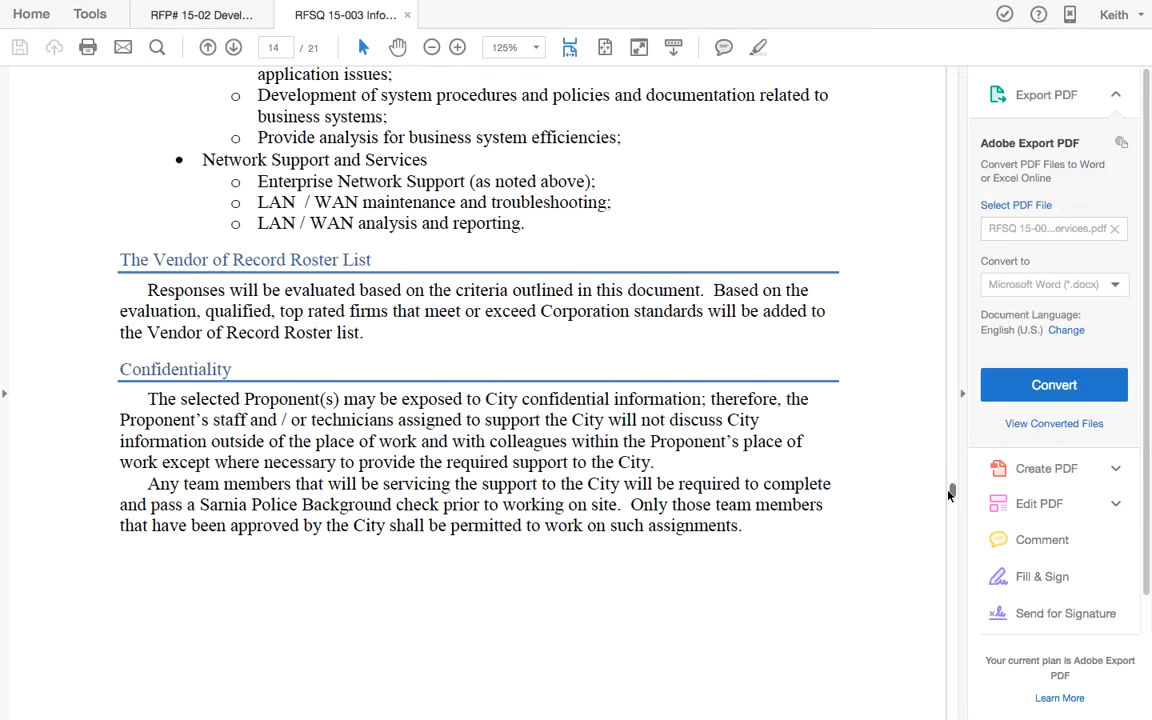 Home Tools RFP# 15-02 Devel... RFSQ 15-003 Info... × Keith
14 / 21 125%
application issues;
o Development of system procedures and policies and documentation related to
business systems;
o Provide analysis for business system efficiencies;
• Network Support and Services
o Enterprise Network Support (as noted above);
o LAN / WAN maintenance and troubleshooting;
o LAN / WAN analysis and reporting.
The Vendor of Record Roster List
Responses will be evaluated based on the criteria outlined in this document. Based on the
evaluation, qualified, top rated firms that meet or exceed Corporation standards will be added to
the Vendor of Record Roster list.
Confidentiality
The selected Proponent(s) may be exposed to City confidential information; therefore, the
Proponent's staff and / or technicians assigned to support the City will not discuss City
information outside of the place of work and with colleagues within the Proponent's place of
work except where necessary to provide the required support to the City.
Any team members that will be servicing the support to the City will be required to complete
and pass a Sarnia Police Background check prior to working on site. Only those team members
that have been approved by the City shall be permitted to work on such assignments.
Export PDF
Adobe Export PDF
Convert PDF Files to Word
or Excel Online
Select PDF File
RFSQ 15-00...ervices.pdf ×
Convert to
Microsoft Word (*.docx)
Document Language:
English (U.S.) Change
Convert
View Converted Files
Create PDF
Edit PDF
Comment
Fill & Sign
Send for Signature
Your current plan is Adobe Export
PDF
Learn More